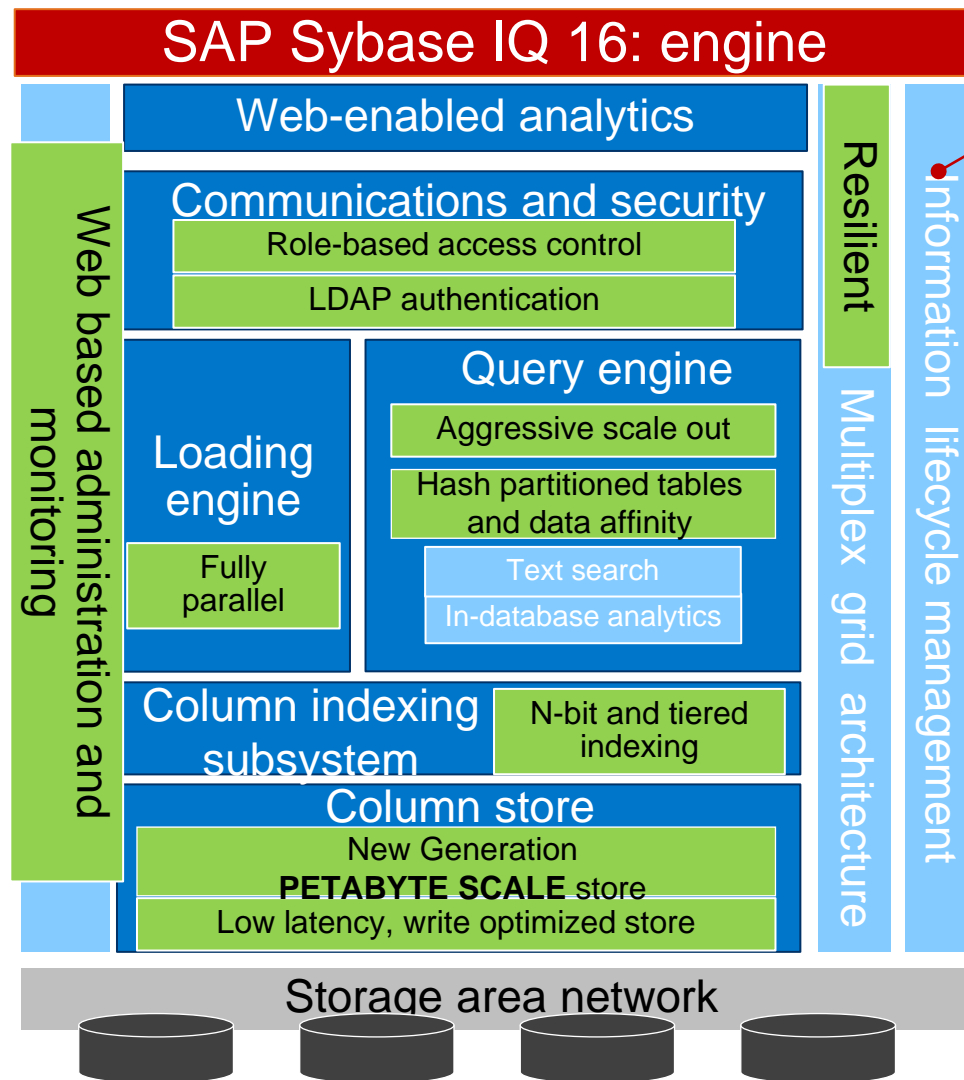 SAP Sybase IQ 16: engine
Web-enabled analytics
Communications and security
Role-based access control
LDAP authentication
Web based administration and
monitoring
Loading
engine
Fully
parallel
Query engine
Aggressive scale out
Hash partitioned tables
and data affinity
Text search
In-database analytics
Column indexing
subsystem
N-bit and tiered
indexing
Column store
New Generation
PETABYTE SCALE store
Low latency, write optimized store
Resilient
Multiplex grid architecture
Information lifecycle management
Storage area network